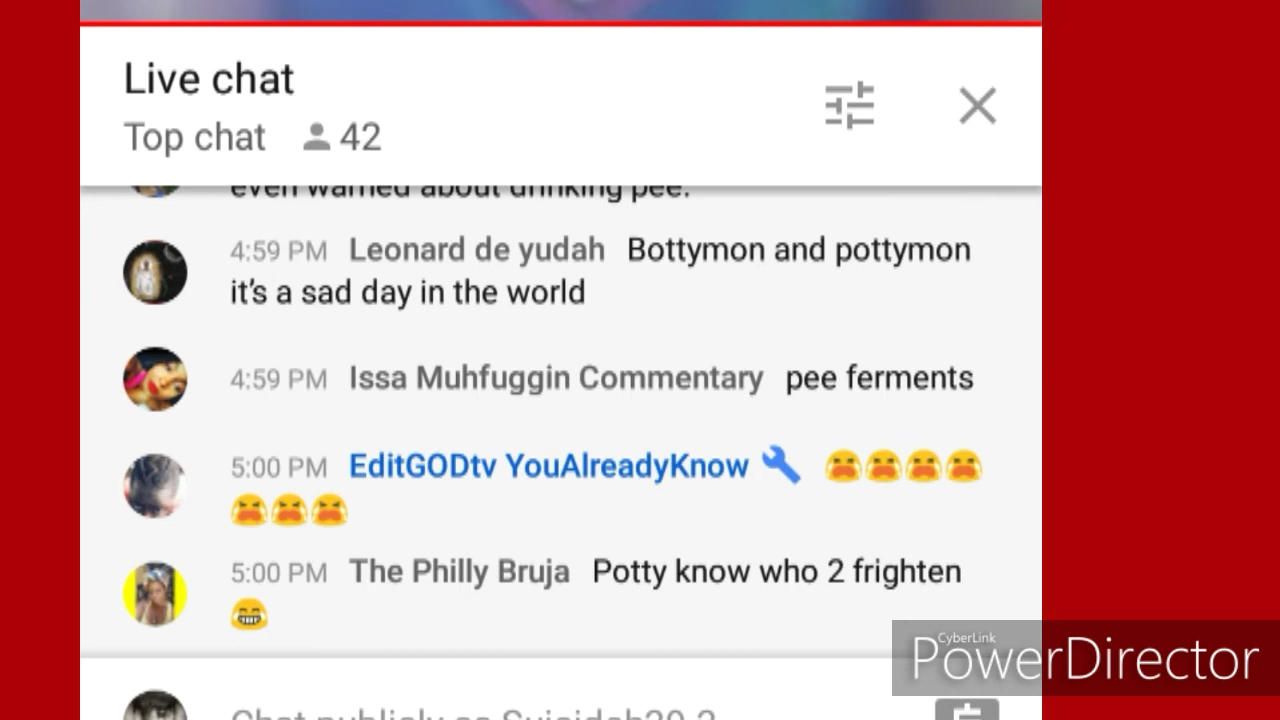 Live chat
Top chat 42
even warned about drinking pee.
4:59 PM Leonard de yudah Bottymon and pottymon
it's a sad day in the world
4:59 PM Issa Muhfuggin Commentary pee ferments
5:00 PM EditGODtv YouAlreadyKnow 🔧 😫😫😫😫
😫😫😫
5:00 PM The Philly Bruja Potty know who 2 frighten
😂
CyberLink
PowerDirector
Chat publicly as